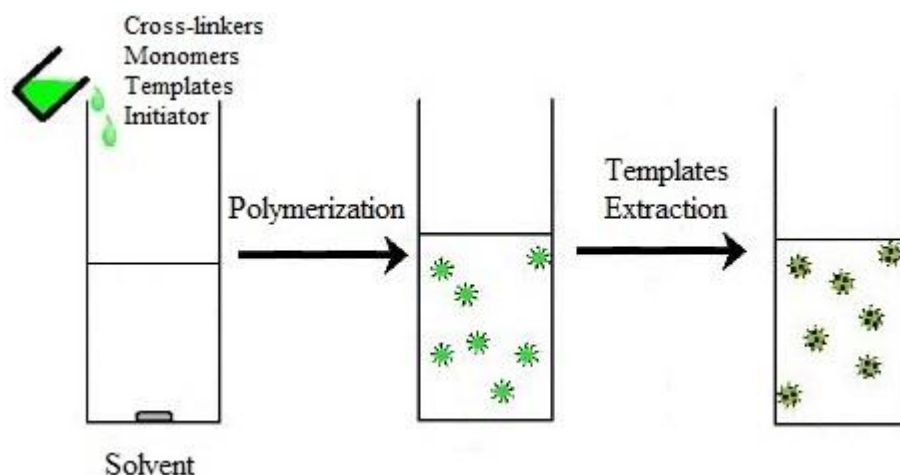 Cross-linkers
Monomers
Templates
Initiator
Polymerization
Templates
Extraction
Solvent